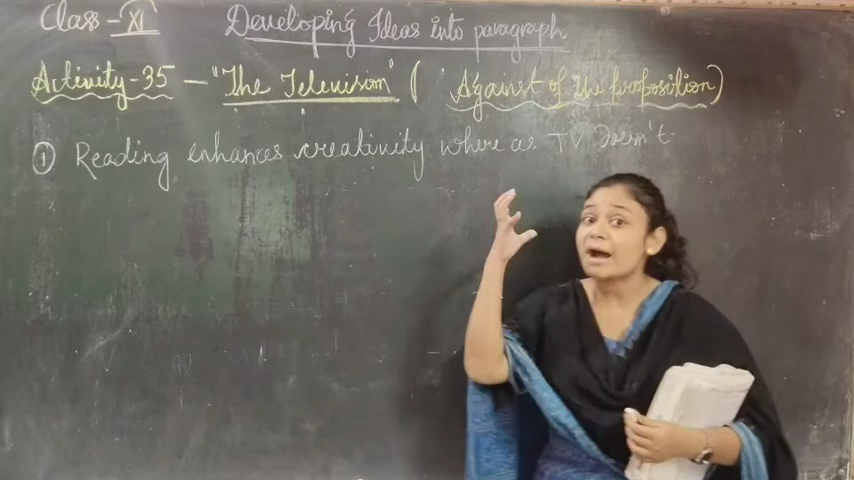 Class - XI Developing Ideas into paragraph
Activity-35 - "The Television" ( Against of the proposition)
① Reading enhances creativity where as TV Doesn't